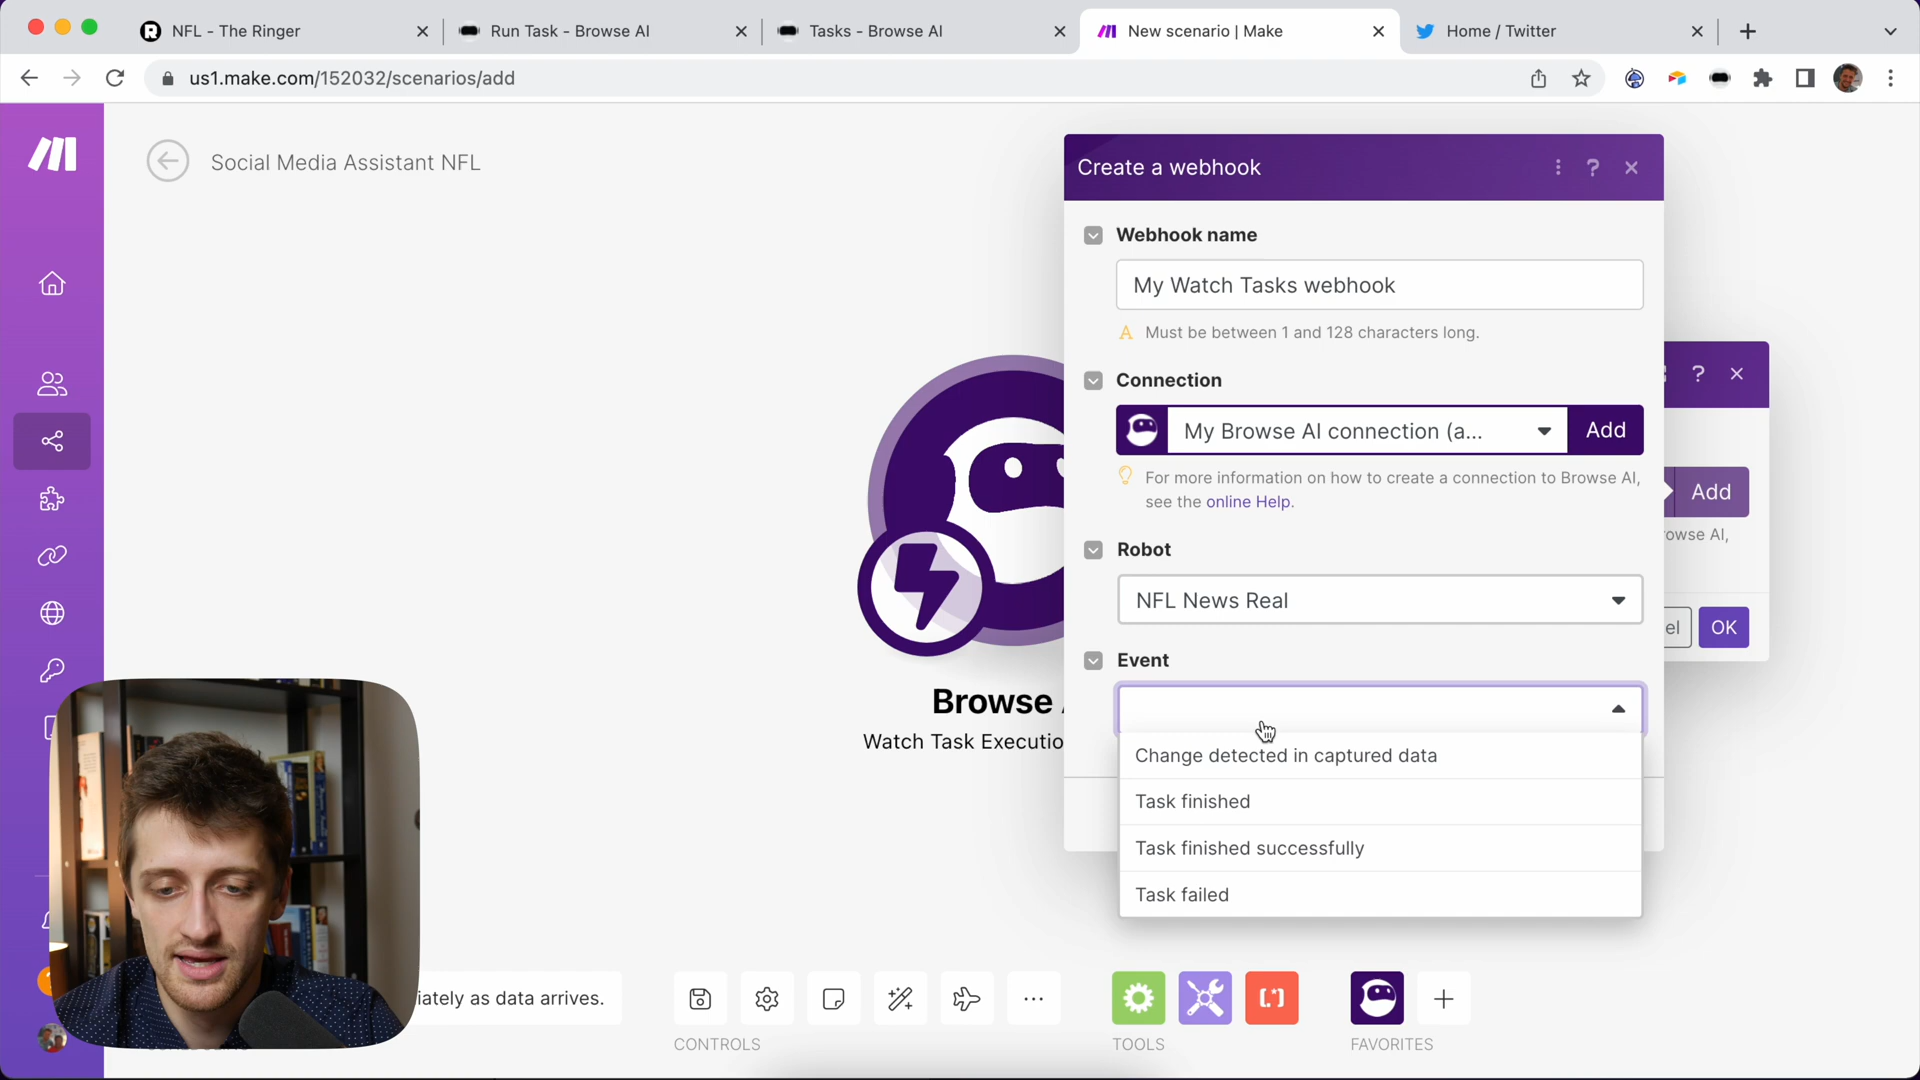 NFL - The Ringer
Run Task - Browse AI
Tasks - Browse AI
New scenario | Make
Home / Twitter
us1.make.com/152032/scenarios/add
Social Media Assistant NFL
Create a webhook
Webhook name
My Watch Tasks webhook
Must be between 1 and 128 characters long.
Connection
My Browse AI connection (a...
Add
For more information on how to create a connection to Browse AI,
see the online Help.
Add
owse AI,
Robot
NFL News Real
el
OK
Event
Browse
Watch Task Executio
Change detected in captured data
Task finished
Task finished successfully
Task failed
iately as data arrives.
CONTROLS
TOOLS
FAVORITES